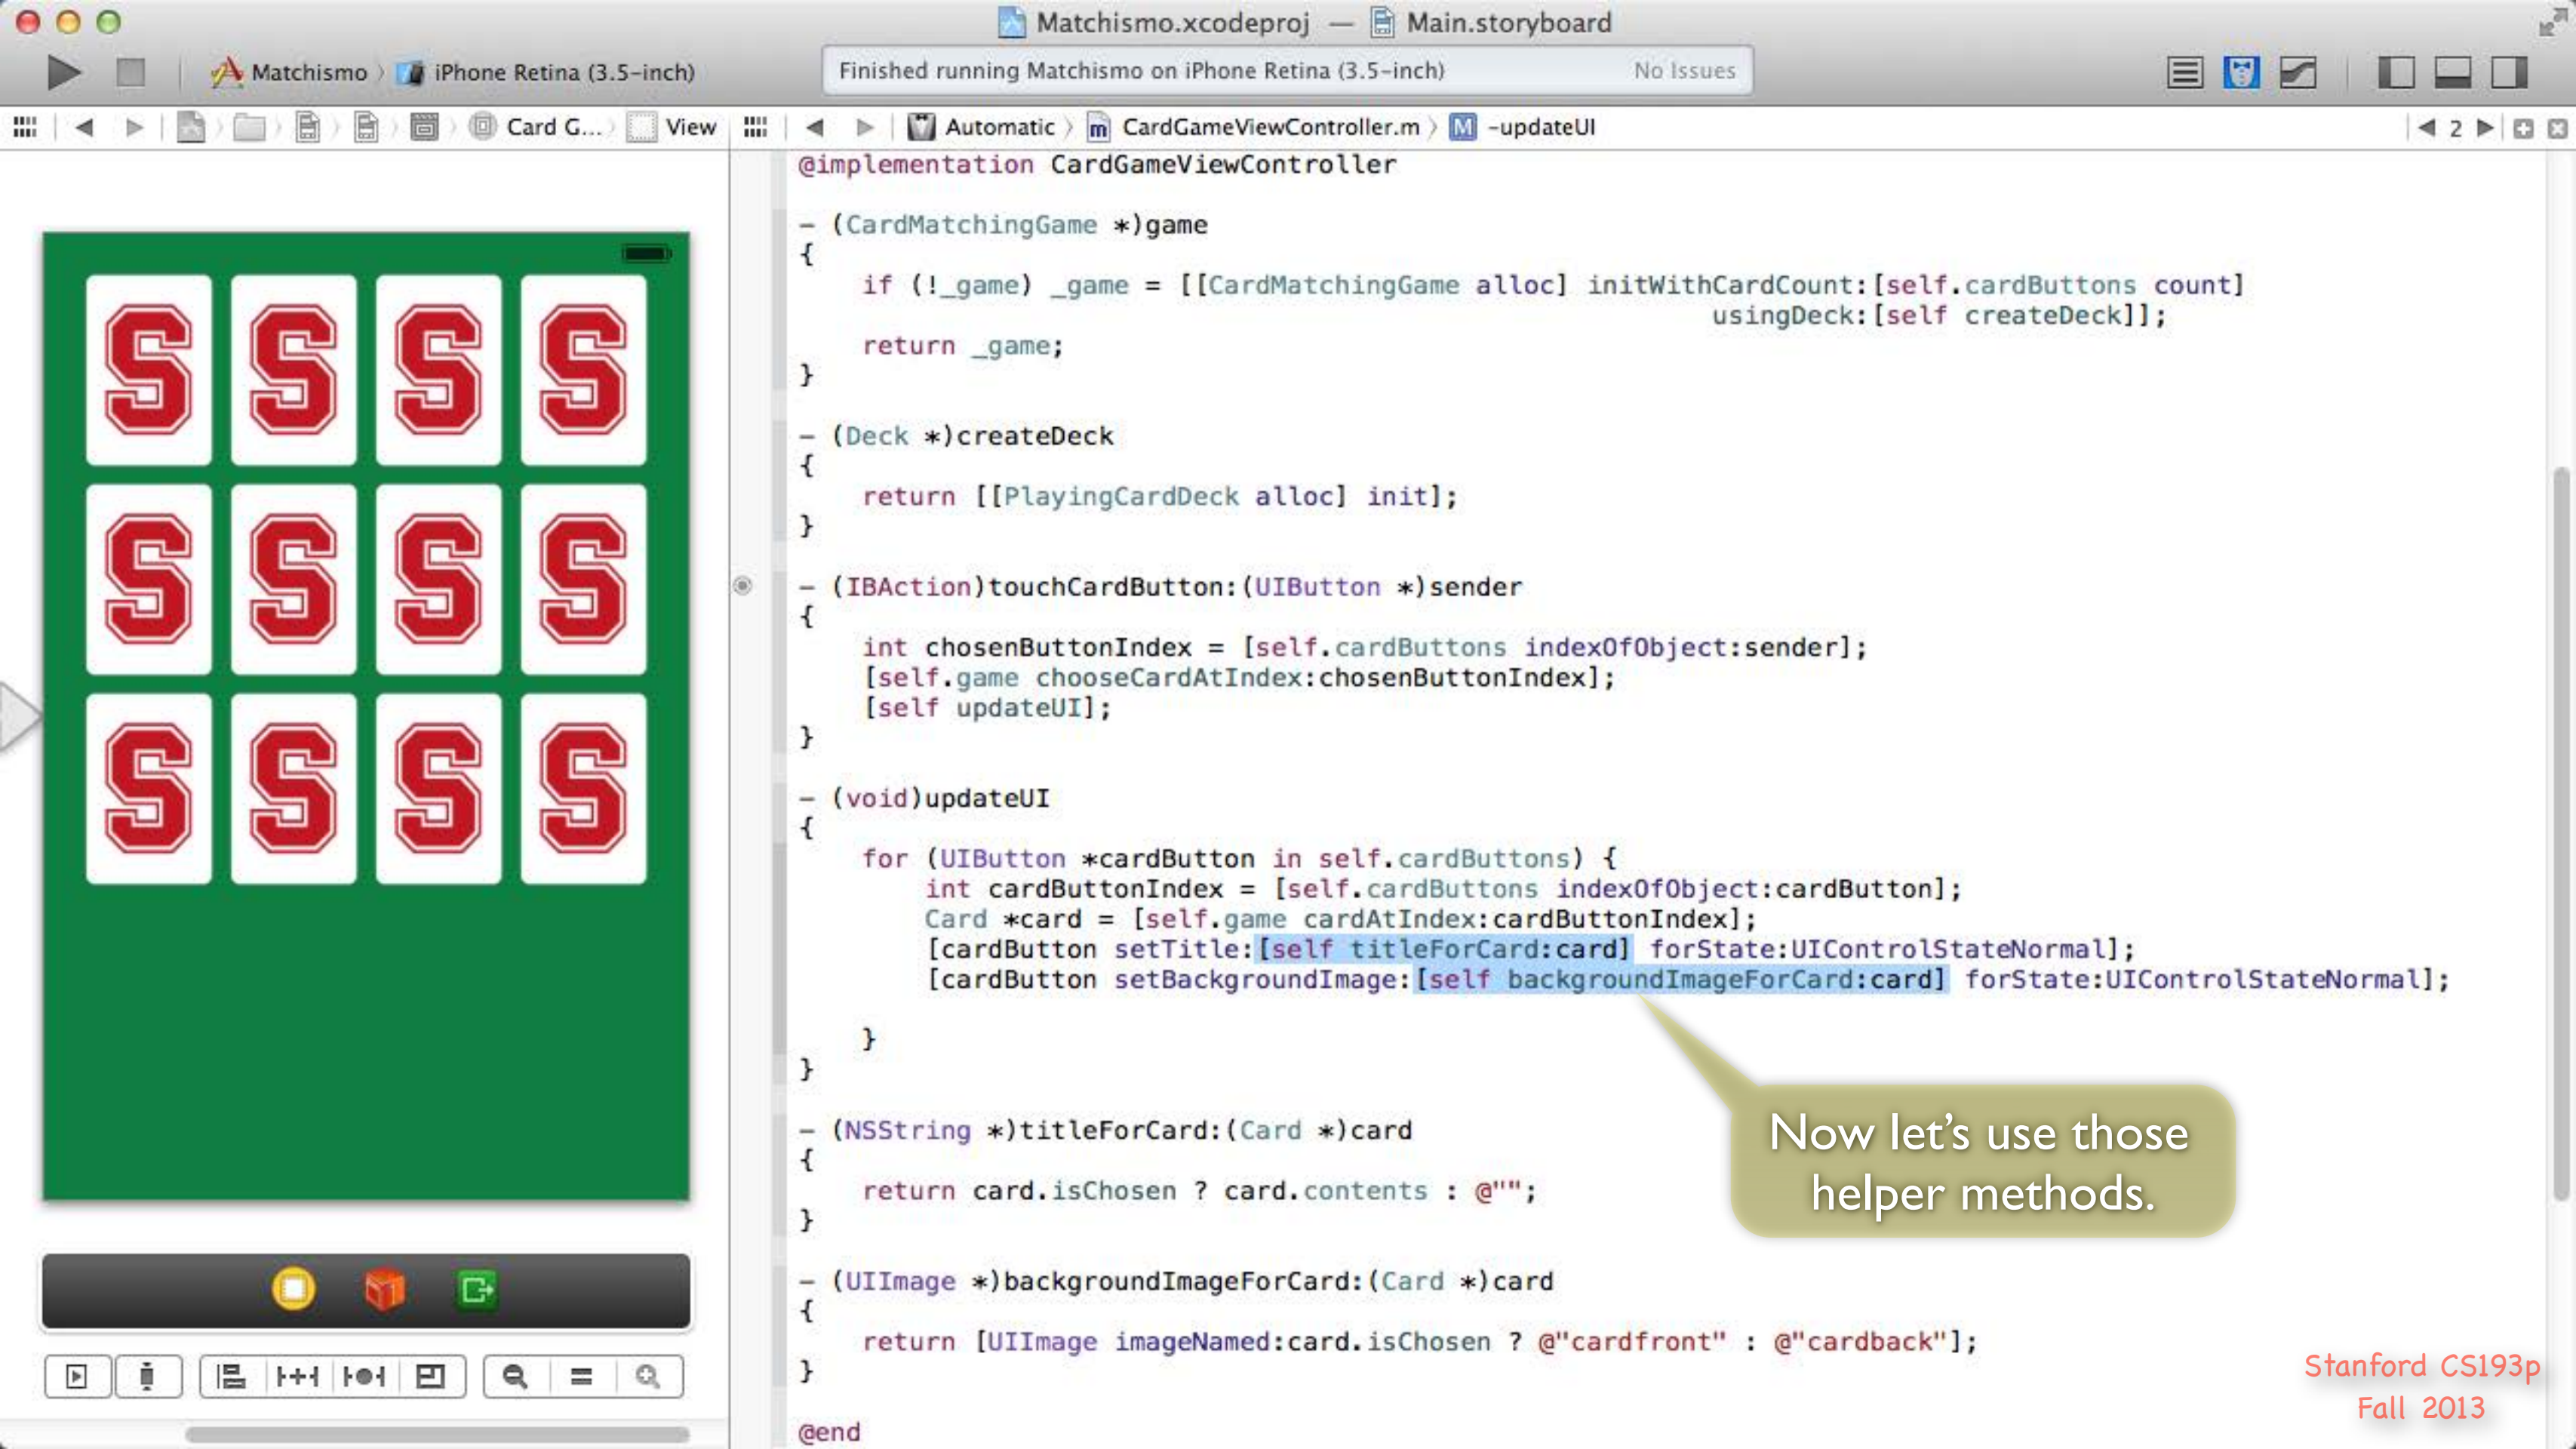 Matchismo.xcodeproj — Main.storyboard
Matchismo iPhone Retina (3.5-inch)
Finished running Matchismo on iPhone Retina (3.5-inch) No Issues
Card G... View
Automatic CardGameViewController.m M -updateUI 2
@implementation CardGameViewController
- (CardMatchingGame *)game
{
if (!_game) _game = [[CardMatchingGame alloc] initWithCardCount:[self.cardButtons count]
usingDeck:[self createDeck]];
return _game;
}
- (Deck *)createDeck
{
return [[PlayingCardDeck alloc] init];
}
- (IBAction)touchCardButton:(UIButton *)sender
{
int chosenButtonIndex = [self.cardButtons indexOfObject:sender];
[self.game chooseCardAtIndex:chosenButtonIndex];
[self updateUI];
}
- (void)updateUI
{
for (UIButton *cardButton in self.cardButtons) {
int cardButtonIndex = [self.cardButtons indexOfObject:cardButton];
Card *card = [self.game cardAtIndex:cardButtonIndex];
[cardButton setTitle:[self titleForCard:card] forState:UIControlStateNormal];
[cardButton setBackgroundImage:[self backgroundImageForCard:card] forState:UIControlStateNormal];
}
}
- (NSString *)titleForCard:(Card *)card
{
return card.isChosen ? card.contents : @"";
}
- (UIImage *)backgroundImageForCard:(Card *)card
{
return [UIImage imageNamed:card.isChosen ? @"cardfront" : @"cardback"];
}
@end
S S S S
S S S S
S S S S
Now let's use those
helper methods.
Stanford CS193p
Fall 2013